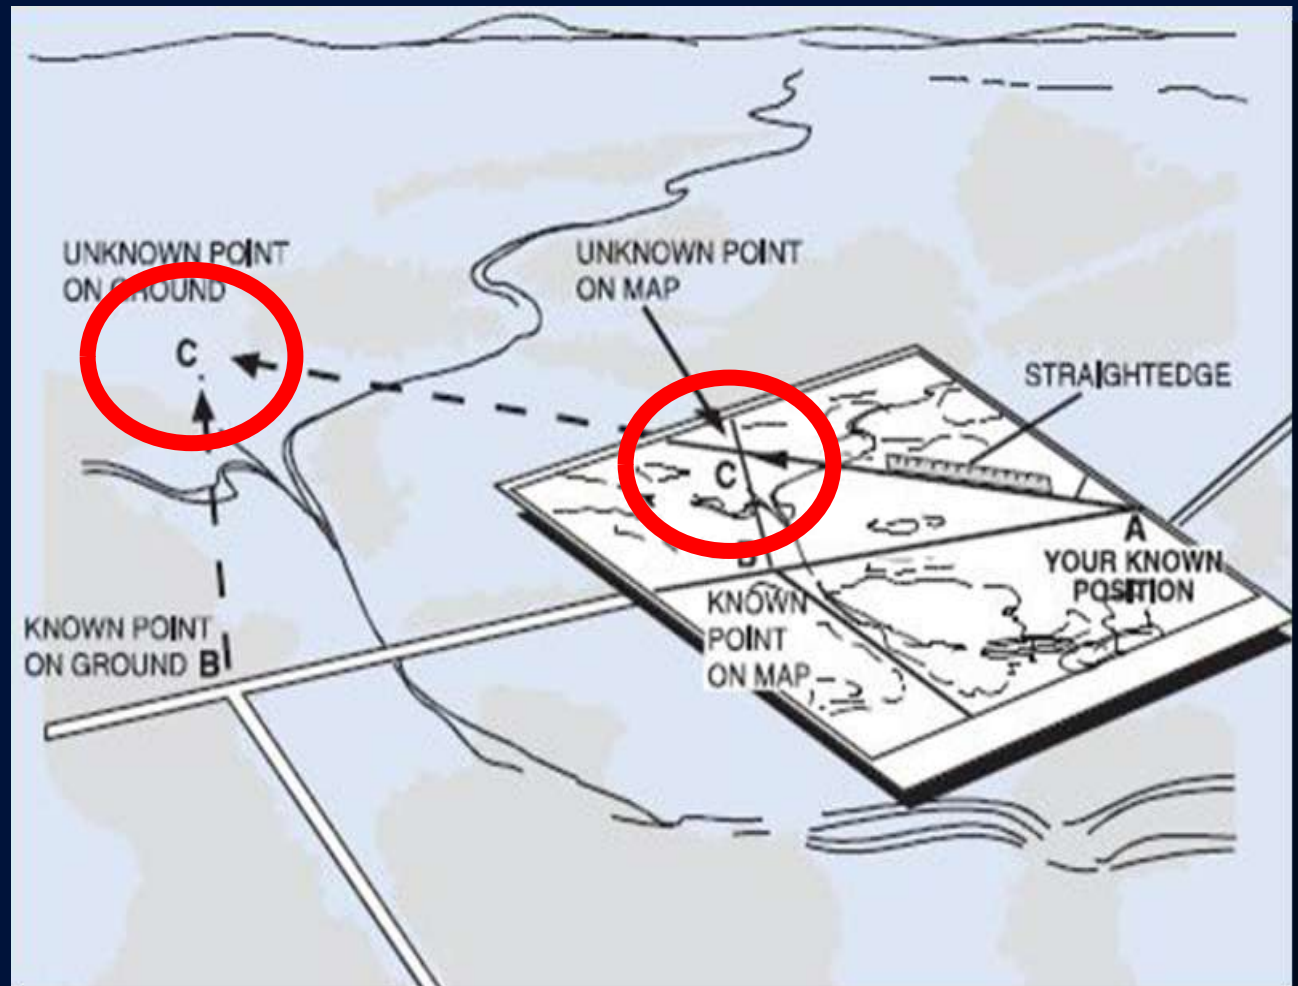 UNKNOWN POINT
ON GROUND
C
UNKNOWN POINT
ON MAP
STRAIGHTEDGE
C
A
YOUR KNOWN
POSITION
B
KNOWN
POINT
ON MAP
KNOWN POINT
ON GROUND B